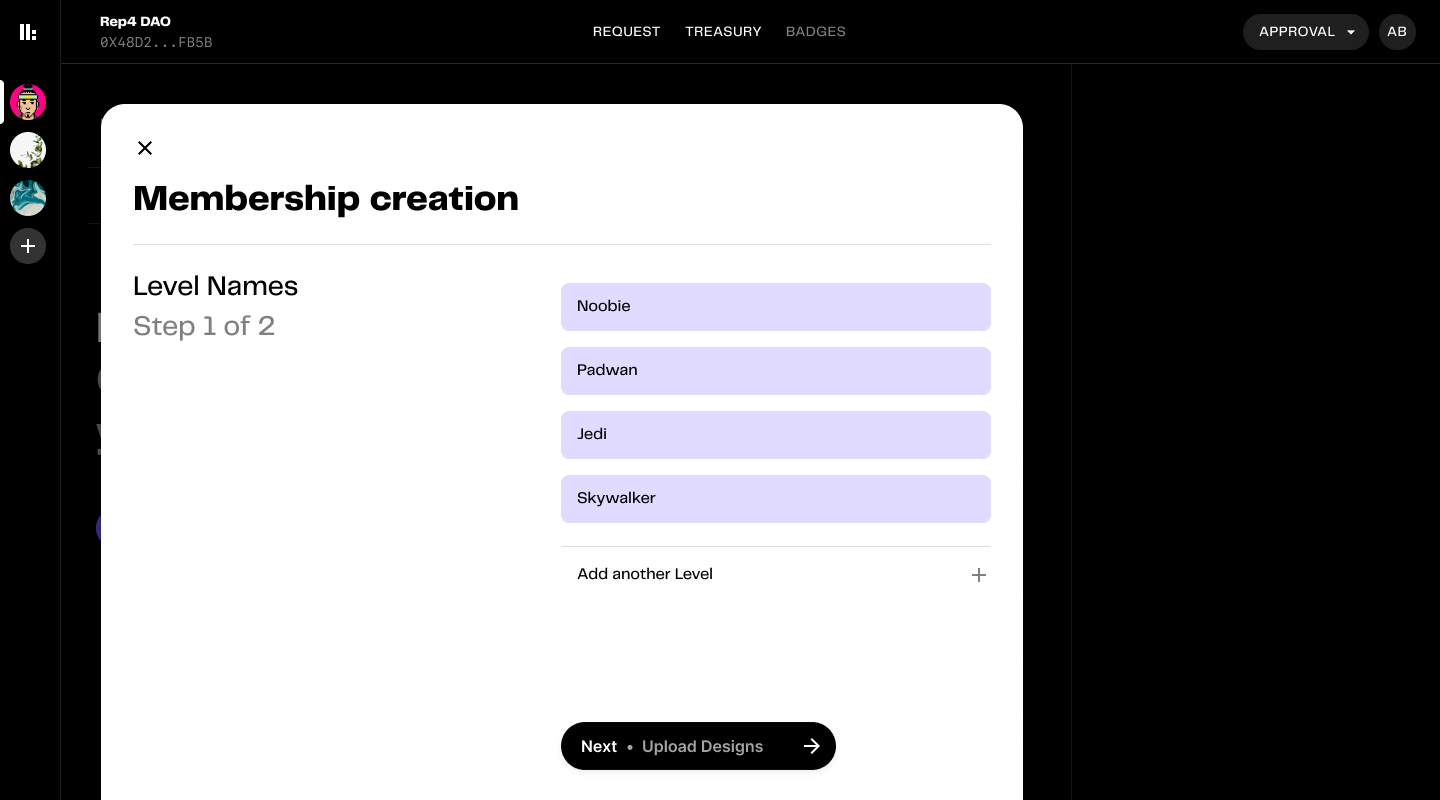 Rep4 DAO
0X48D2...FB5B
REQUEST TREASURY BADGES
APPROVAL
AB
Membership creation
Level Names
Step 1 of 2
Noobie
Padwan
Jedi
Skywalker
Add another Level
Next • Upload Designs